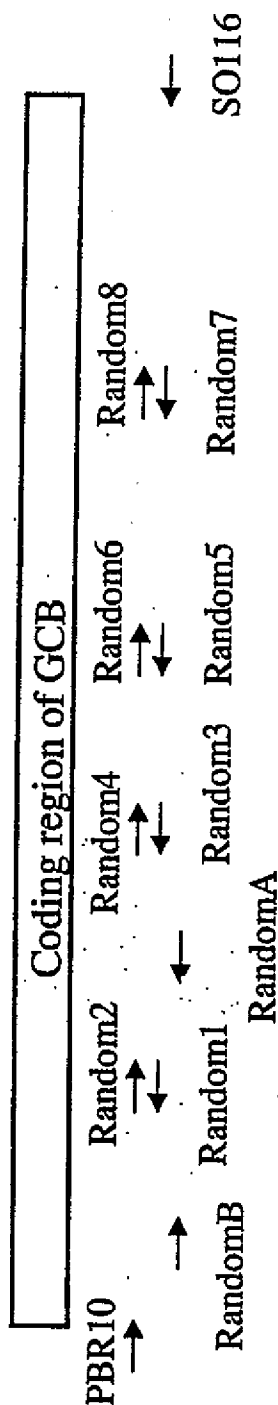 Coding region of GCB
PBR10 Random2 Random4 Random6 Random8
RandomB Random1 Random3 Random5 Random7 SO116
RandomA